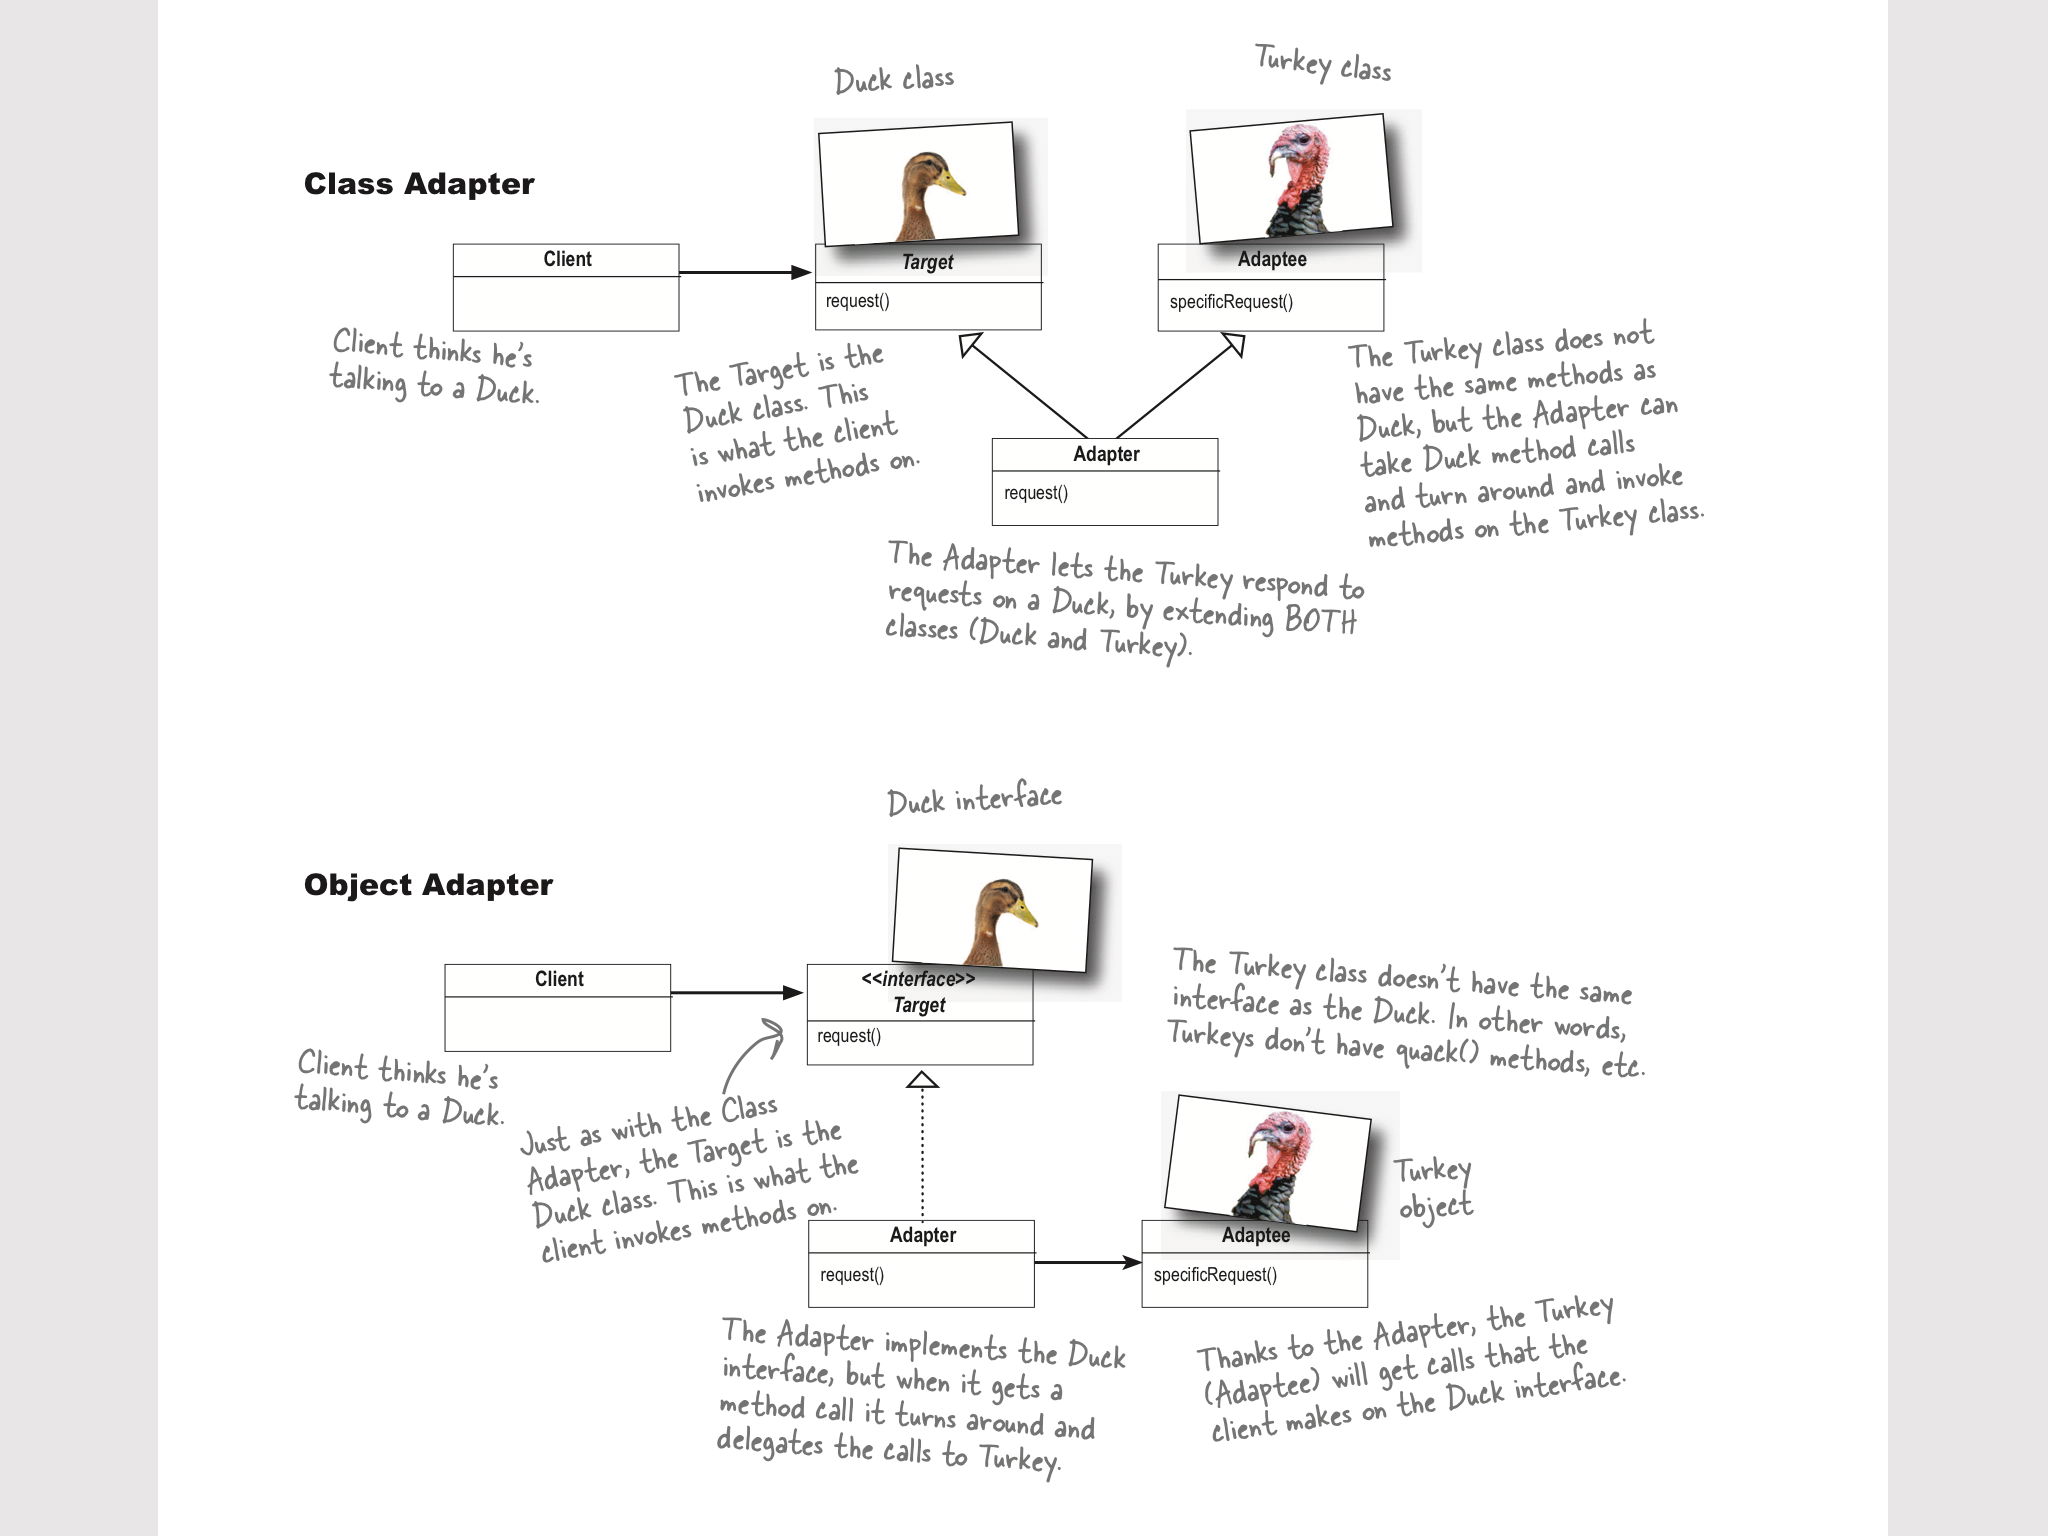 Duck class
Turkey class
Class Adapter
Client
Target
request()
Adaptee
specificRequest()
Client thinks he's
talking to a Duck.
The Target is the
Duck class. This
is what the client
invokes methods on.
The Turkey class does not
have the same methods as
Duck, but the Adapter can
take Duck method calls
and turn around and invoke
methods on the Turkey class.
Adapter
request()
The Adapter lets the Turkey respond to
requests on a Duck, by extending BOTH
classes (Duck and Turkey).
Duck interface
Object Adapter
Client
<<interface>>
Target
request()
The Turkey class doesn't have the same
interface as the Duck. In other words,
Turkeys don't have quack() methods, etc.
Client thinks he's
talking to a Duck.
Just as with the Class
Adapter, the Target is the
Duck class. This is what the
client invokes methods on.
Turkey
object
Adapter
request()
Adaptee
specificRequest()
The Adapter implements the Duck
interface, but when it gets a
method call it turns around and
delegates the calls to Turkey.
Thanks to the Adapter, the Turkey
(Adaptee) will get calls that the
client makes on the Duck interface.